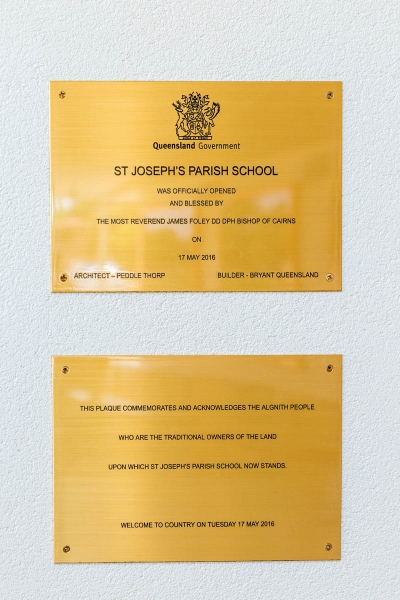 Queensland Government
ST JOSEPH'S PARISH SCHOOL
WAS OFFICIALLY OPENED
AND BLESSED BY
THE MOST REVEREND JAMES FOLEY DD DPH BISHOP OF CAIRNS
ON
17 MAY 2016
ARCHITECT – PEDDLE THORP BUILDER - BRYANT QUEENSLAND
THIS PLAQUE COMMEMORATES AND ACKNOWLEDGES THE ALGNITH PEOPLE
WHO ARE THE TRADITIONAL OWNERS OF THE LAND
UPON WHICH ST JOSEPH'S PARISH SCHOOL NOW STANDS.
WELCOME TO COUNTRY ON TUESDAY 17 MAY 2016